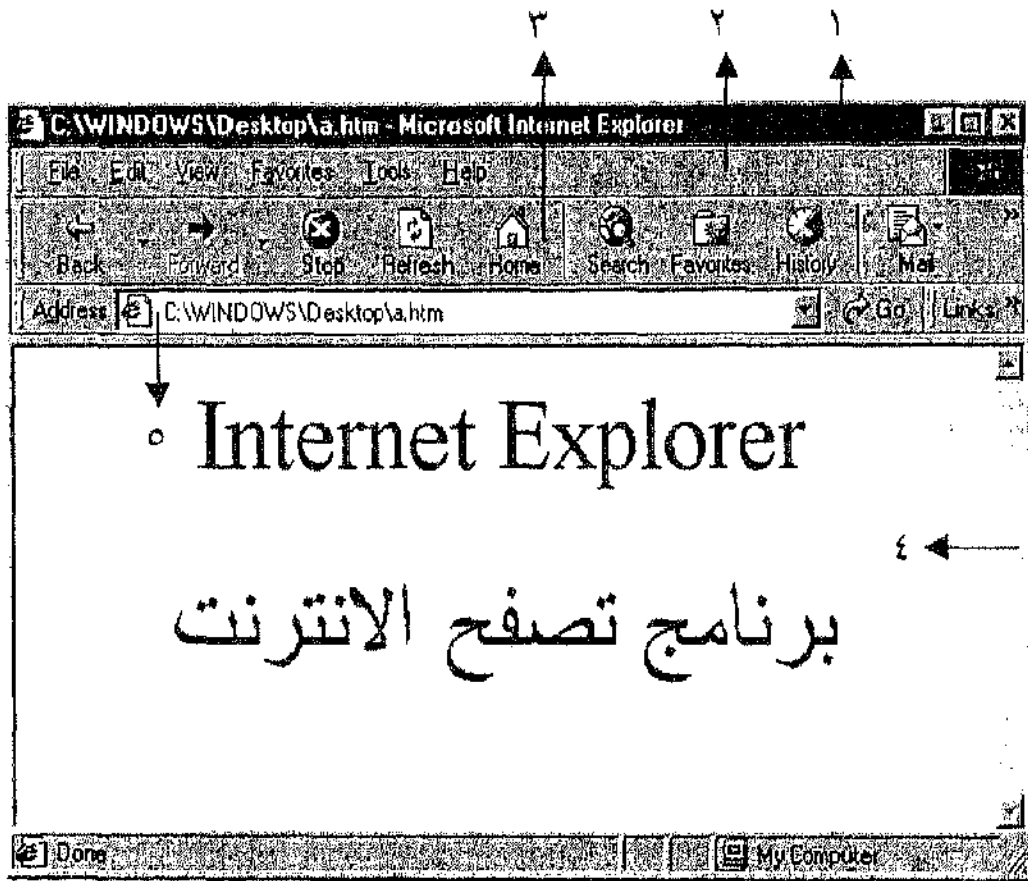 ٣ ٢ ١
C:\WINDOWS\Desktop\a.htm - Microsoft Internet Explorer
File Edit View Favorites Tools Help
Back Forward Stop Refresh Home Search Favorites History Mail »
Address C:\WINDOWS\Desktop\a.htm Go Links »
٥ Internet Explorer
٤
برنامج تصفح الانترنت
Done My Computer